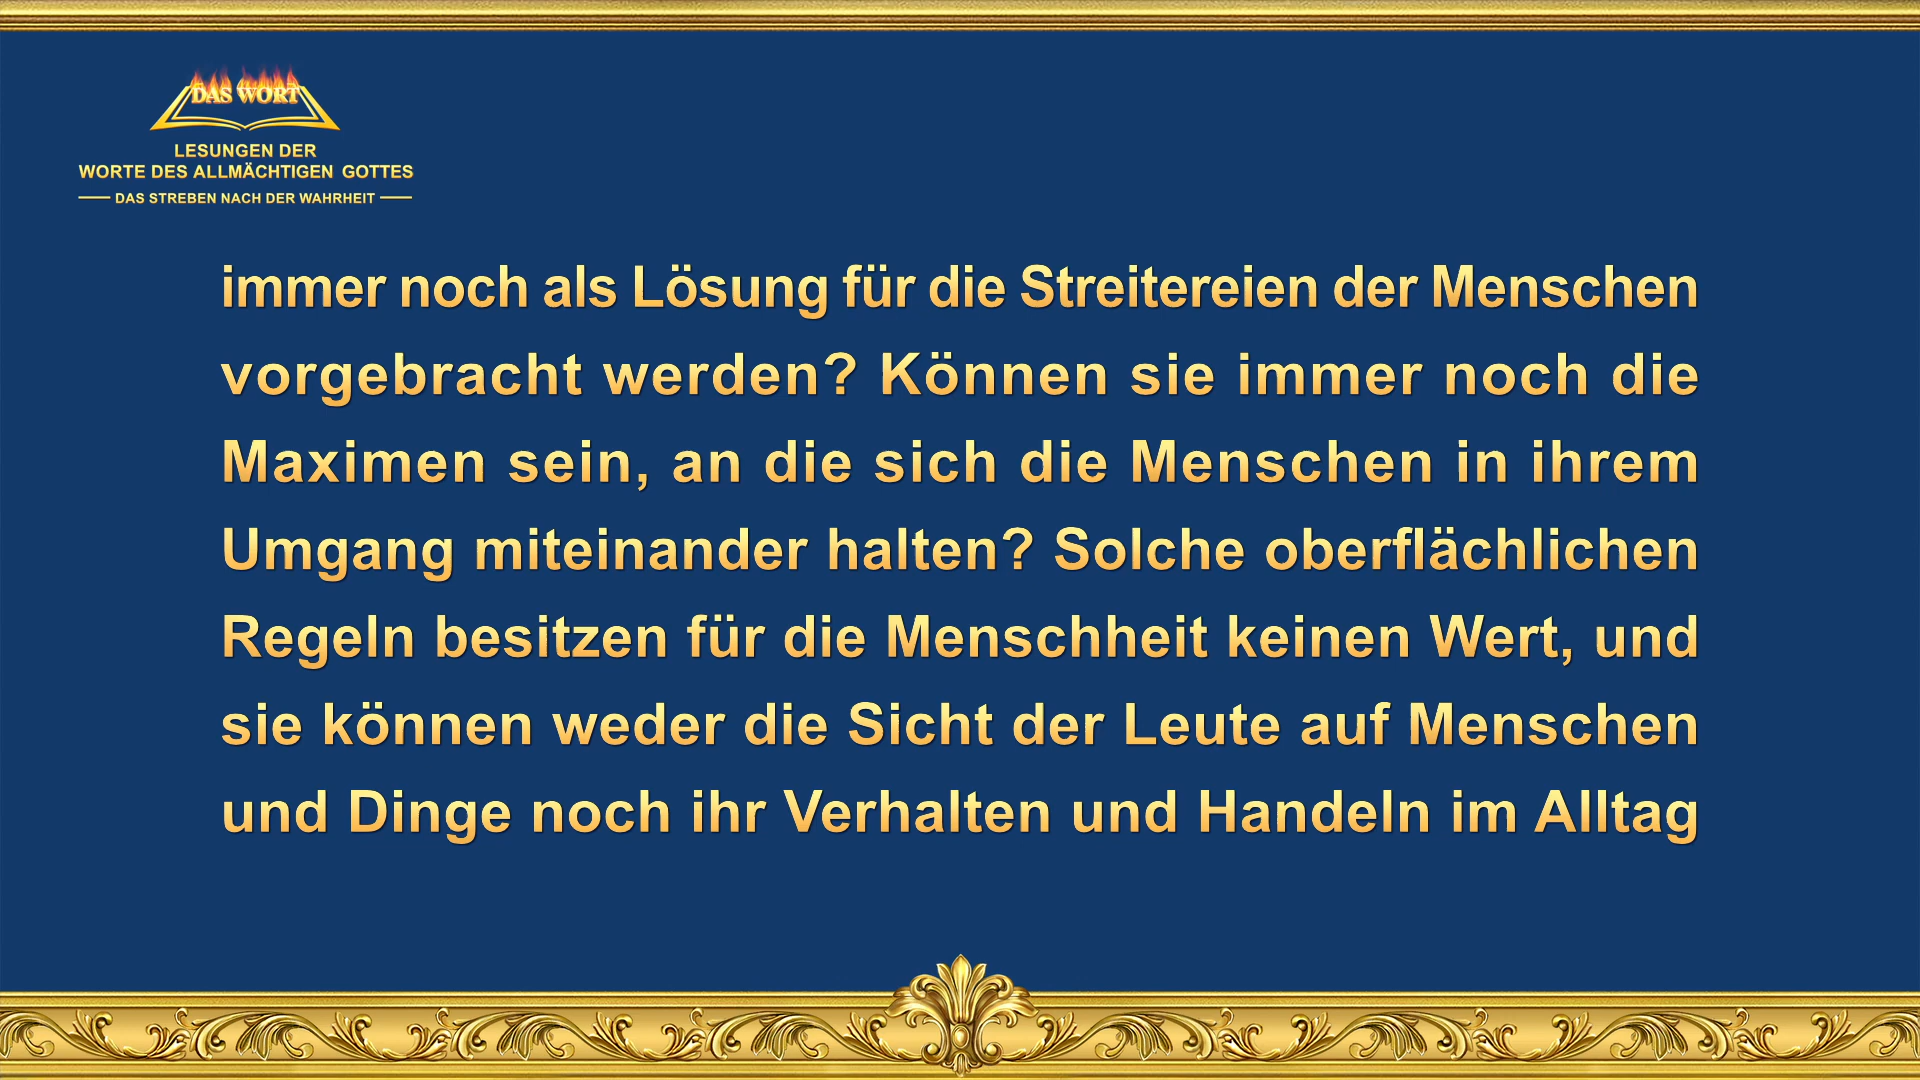 DAS WORT
LESUNGEN DER
WORTE DES ALLMÄCHTIGEN GOTTES
DAS STREBEN NACH DER WAHRHEIT
immer noch als Lösung für die Streitereien der Menschen
vorgebracht werden? Können sie immer noch die
Maximen sein, an die sich die Menschen in ihrem
Umgang miteinander halten? Solche oberflächlichen
Regeln besitzen für die Menschheit keinen Wert, und
sie können weder die Sicht der Leute auf Menschen
und Dinge noch ihr Verhalten und Handeln im Alltag